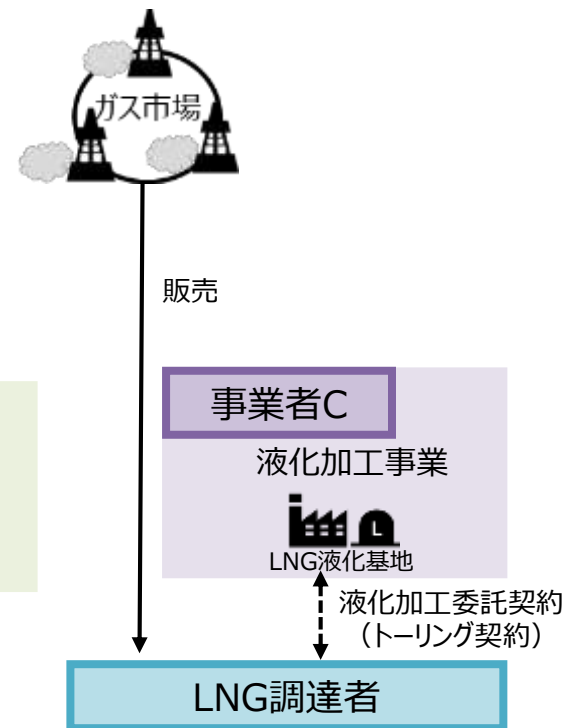 ガス市場
販売
事業者C
液化加工事業
L
LNG液化基地
液化加工委託契約
（トーリング契約）
LNG調達者